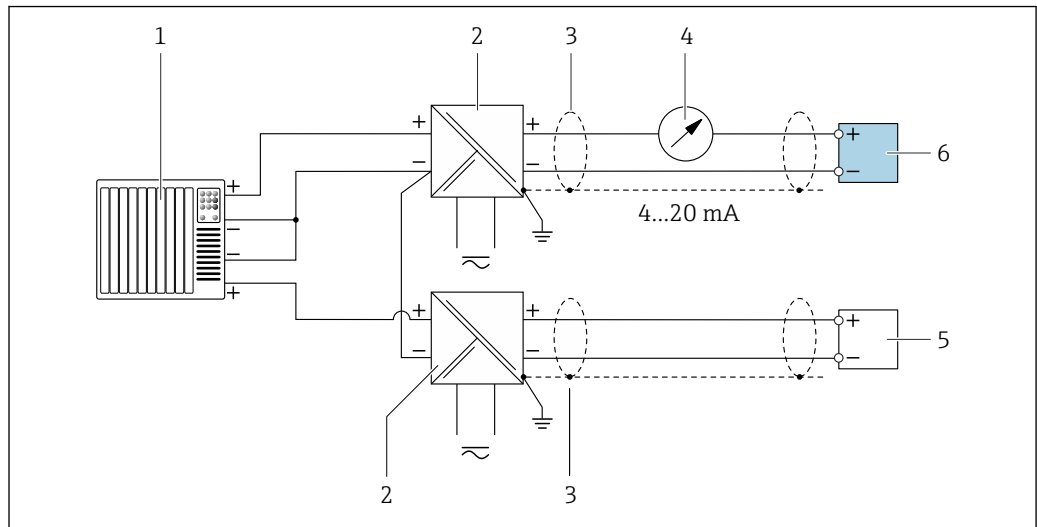 1 2 3 4
+ + +
− − − 6
+
4...20 mA
−
−
+
+ + + 5
− − −
2 3